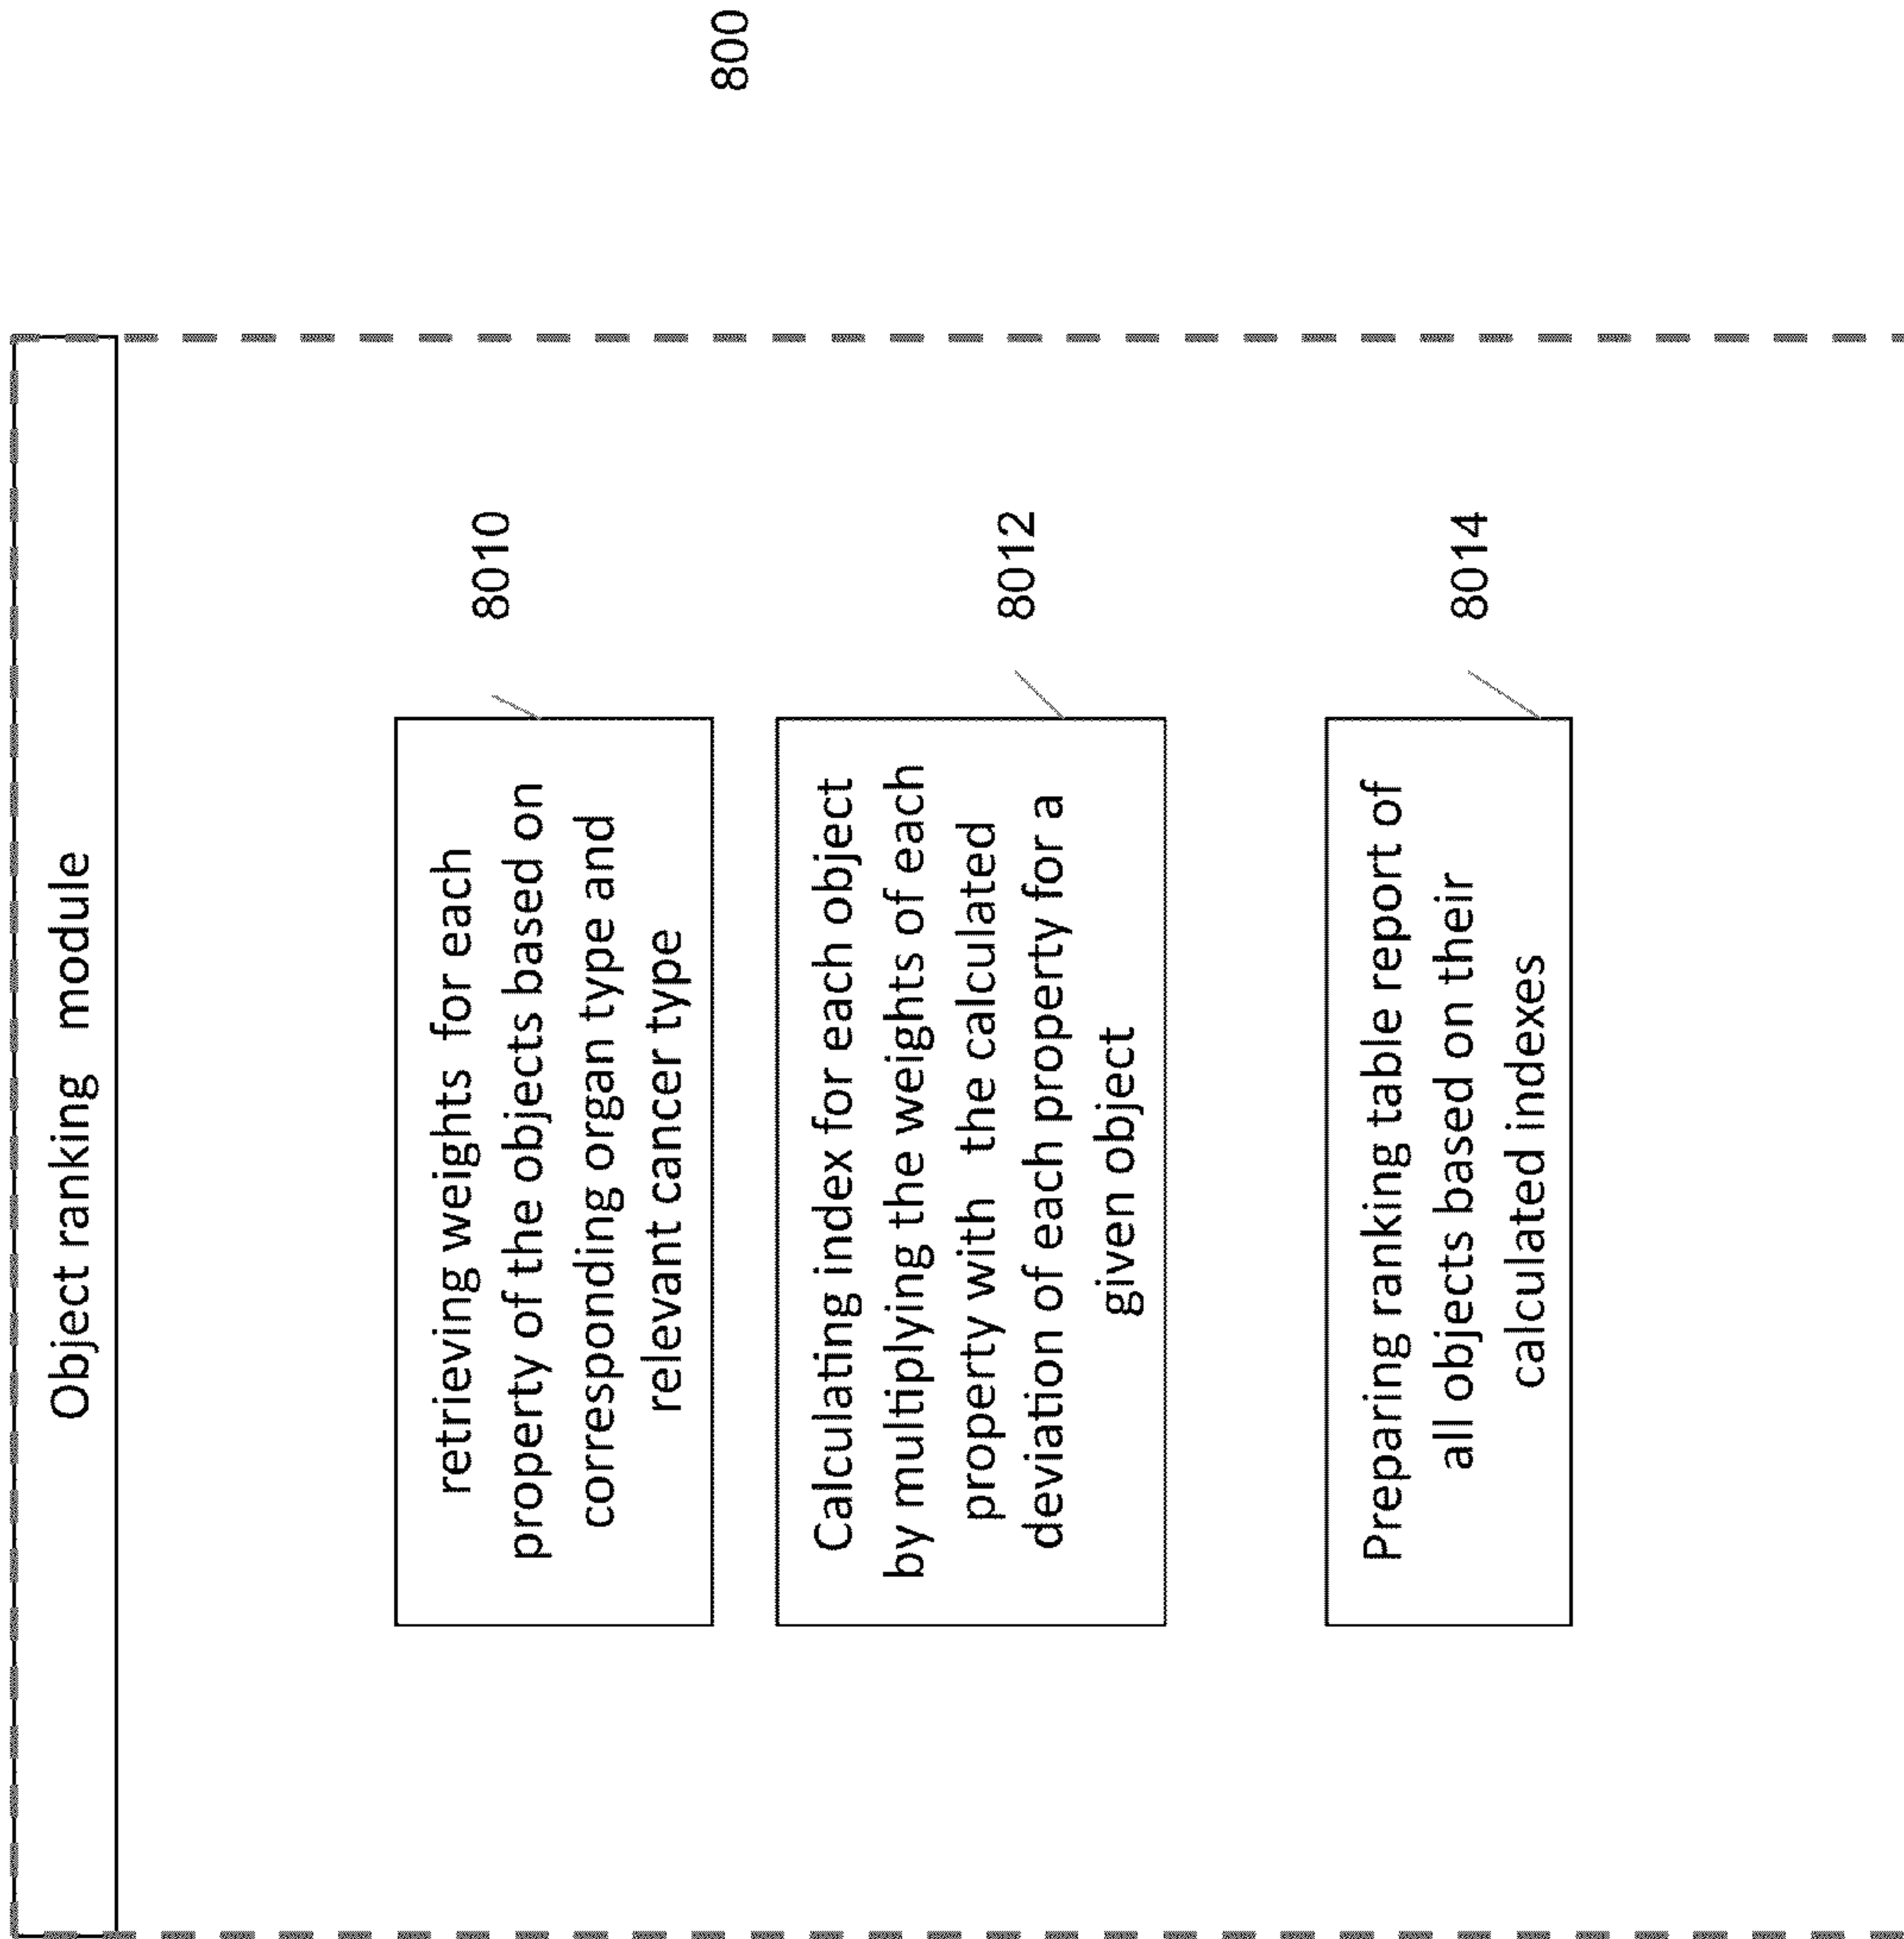 Object ranking module
800
retrieving weights for each
property of the objects based on
corresponding organ type and
relevant cancer type
8010
Calculating index for each object
by multiplying the weights of each
property with the calculated
deviation of each property for a
given object
8012
Preparing ranking table report of
all objects based on their
calculated indexes
8014